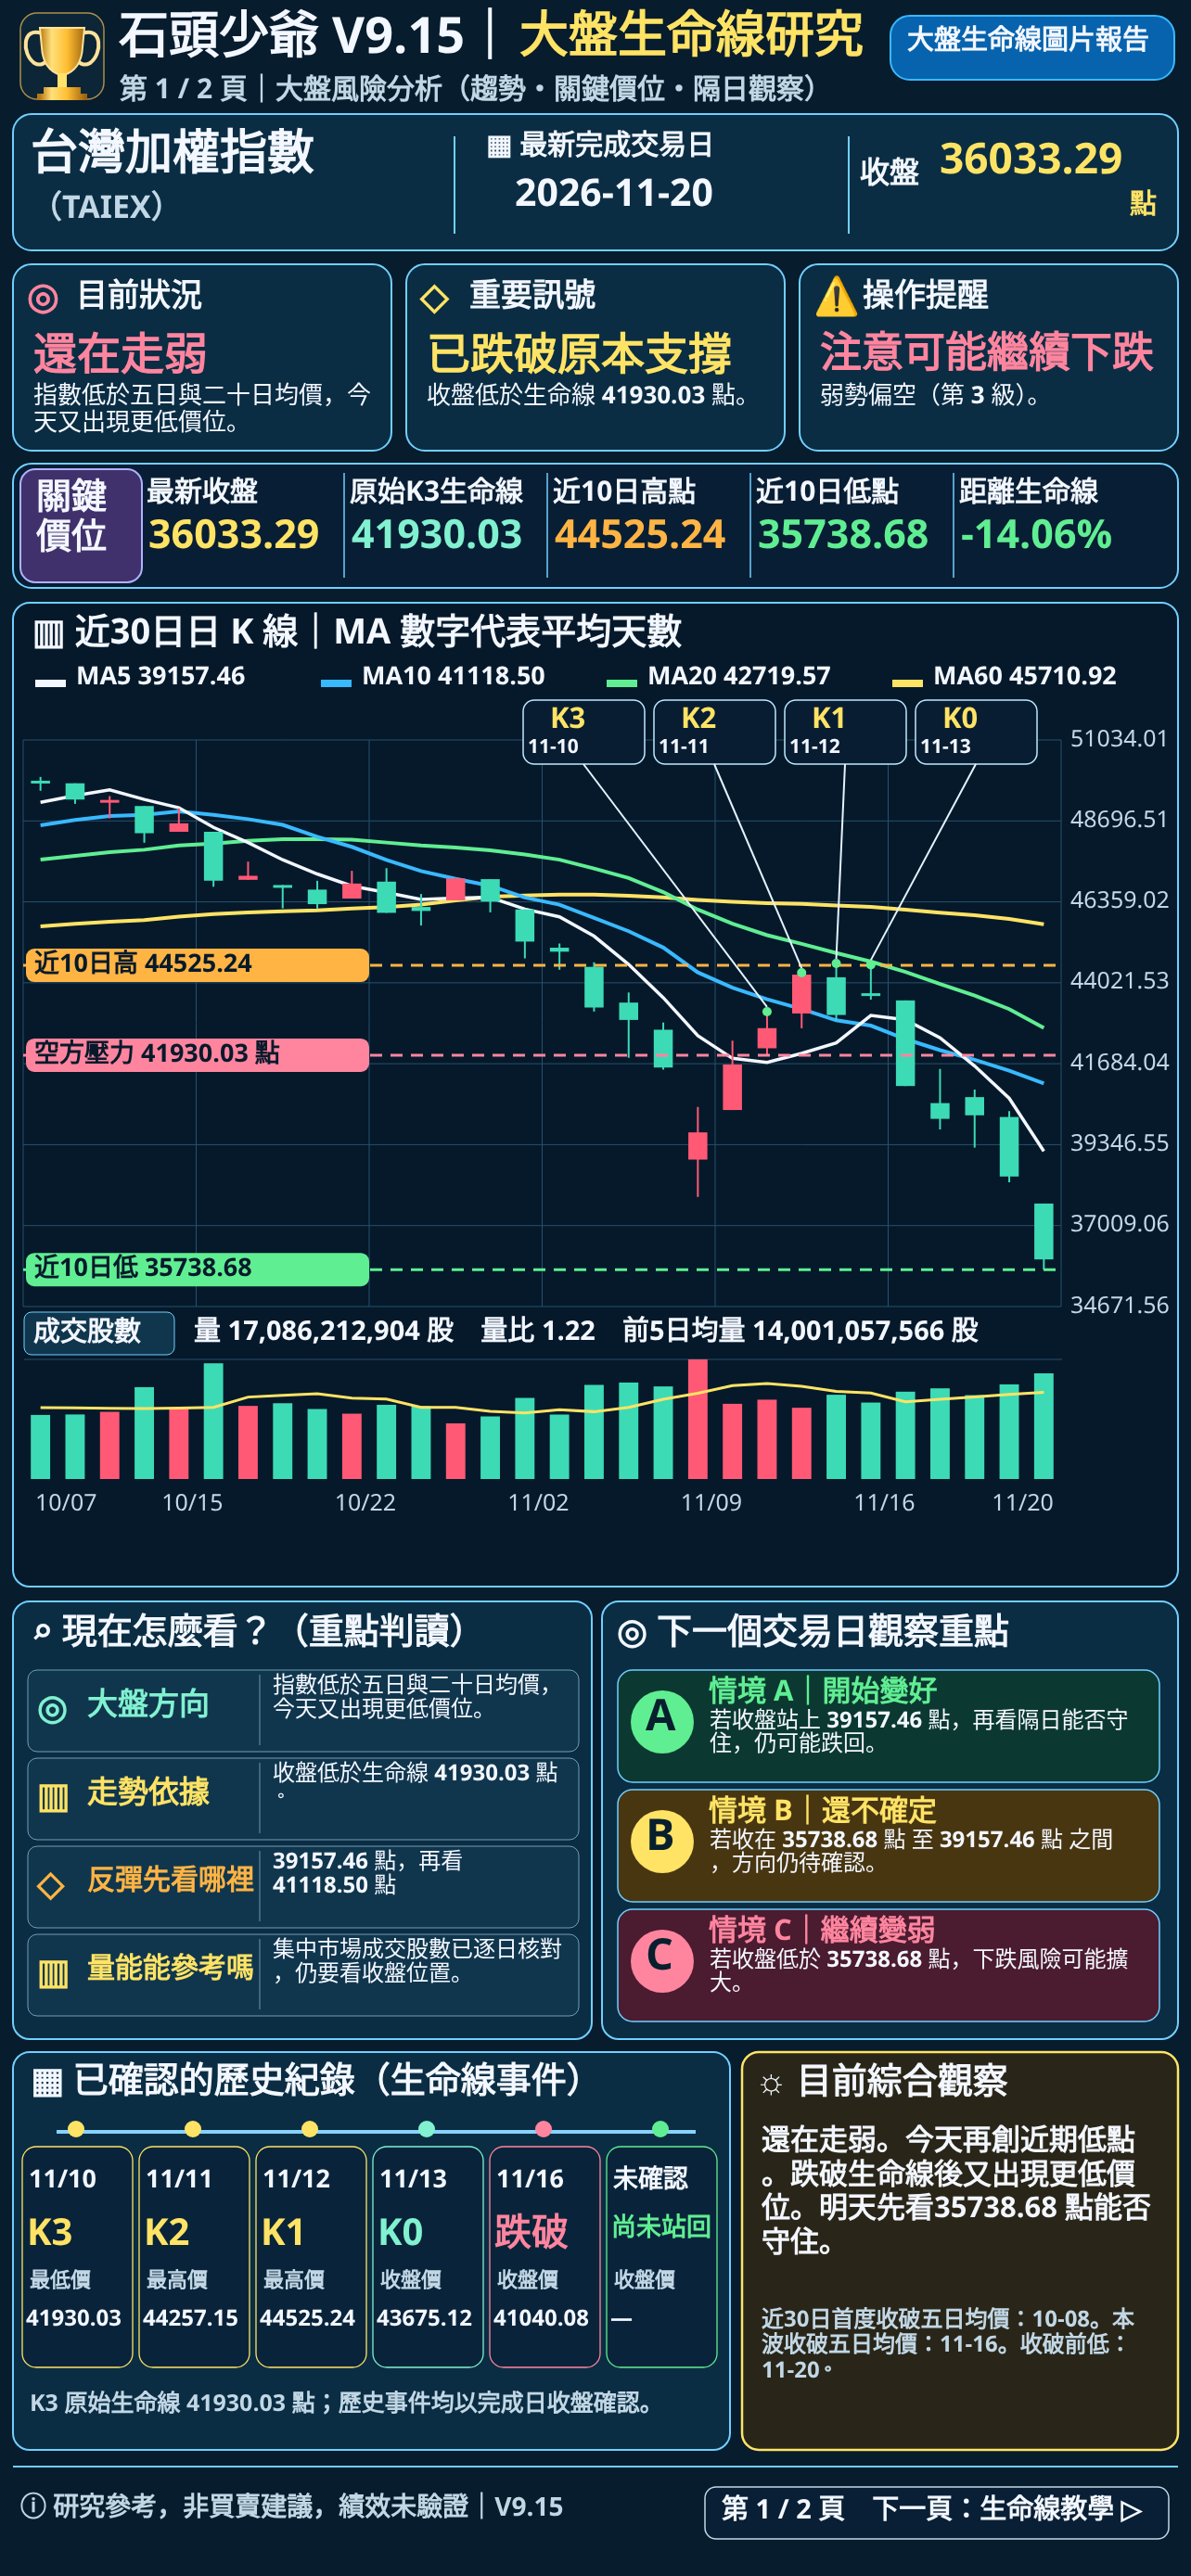 石頭少爺 V9.15｜大盤生命線研究
大盤生命線圖片報告
第 1 / 2 頁｜大盤風險分析（趨勢・關鍵價位・隔日觀察）
台灣加權指數
（TAIEX）
▦ 最新完成交易日
2026-11-20
收盤 36033.29
點
◎ 目前狀況
還在走弱
指數低於五日與二十日均價，今
天又出現更低價位。
◇ 重要訊號
已跌破原本支撐
收盤低於生命線 41930.03 點。
⚠️ 操作提醒
注意可能繼續下跌
弱勢偏空（第 3 級）。
關鍵
價位
最新收盤
36033.29
原始K3生命線
41930.03
近10日高點
44525.24
近10日低點
35738.68
距離生命線
-14.06%
▥ 近30日日 K 線｜MA 數字代表平均天數
MA5 39157.46
MA10 41118.50
MA20 42719.57
MA60 45710.92
K3
11-10
K2
11-11
K1
11-12
K0
11-13
51034.01
48696.51
46359.02
44021.53
41684.04
39346.55
37009.06
34671.56
近10日高 44525.24
空方壓力 41930.03 點
近10日低 35738.68
成交股數
量 17,086,212,904 股 量比 1.22 前5日均量 14,001,057,566 股
10/07 10/15 10/22 11/02 11/09 11/16 11/20
⌕ 現在怎麼看？（重點判讀）
◎ 大盤方向
指數低於五日與二十日均價，
今天又出現更低價位。
▥ 走勢依據
收盤低於生命線 41930.03 點
。
◇ 反彈先看哪裡
39157.46 點，再看
41118.50 點
▥ 量能能參考嗎
集中市場成交股數已逐日核對
，仍要看收盤位置。
◎ 下一個交易日觀察重點
A
情境 A｜開始變好
若收盤站上 39157.46 點，再看隔日能否守
住，仍可能跌回。
B
情境 B｜還不確定
若收在 35738.68 點 至 39157.46 點 之間
，方向仍待確認。
C
情境 C｜繼續變弱
若收盤低於 35738.68 點，下跌風險可能擴
大。
▦ 已確認的歷史紀錄（生命線事件）
11/10
K3
最低價
41930.03
11/11
K2
最高價
44257.15
11/12
K1
最高價
44525.24
11/13
K0
收盤價
43675.12
11/16
跌破
收盤價
41040.08
未確認
尚未站回
收盤價
—
K3 原始生命線 41930.03 點；歷史事件均以完成日收盤確認。
☼ 目前綜合觀察
還在走弱。今天再創近期低點
。跌破生命線後又出現更低價
位。明天先看35738.68 點能否
守住。
近30日首度收破五日均價：10-08。本
波收破五日均價：11-16。收破前低：
11-20。
ⓘ 研究參考，非買賣建議，績效未驗證｜V9.15
第 1 / 2 頁 下一頁：生命線教學 ▷